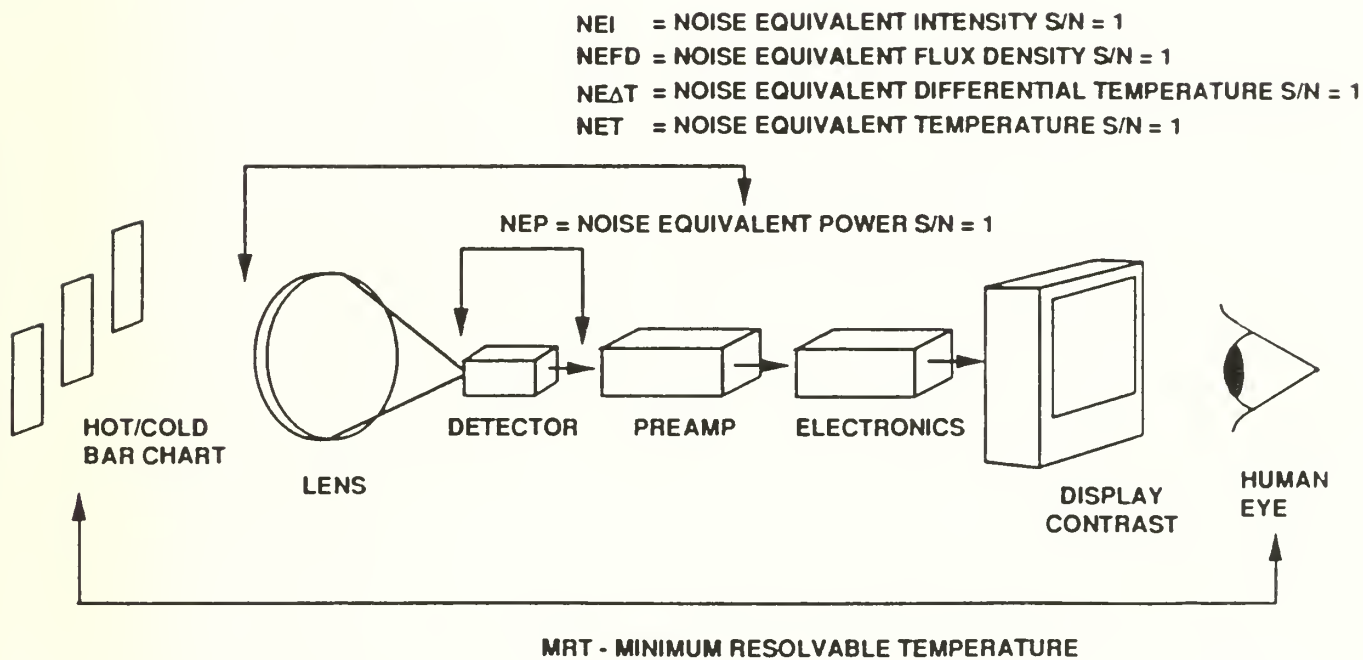 NEI = NOISE EQUIVALENT INTENSITY S/N = 1
NEFD = NOISE EQUIVALENT FLUX DENSITY S/N = 1
NEΔT = NOISE EQUIVALENT DIFFERENTIAL TEMPERATURE S/N = 1
NET = NOISE EQUIVALENT TEMPERATURE S/N = 1
NEP = NOISE EQUIVALENT POWER S/N = 1
HOT/COLD
BAR CHART
LENS
DETECTOR
PREAMP
ELECTRONICS
DISPLAY
CONTRAST
HUMAN
EYE
MRT - MINIMUM RESOLVABLE TEMPERATURE